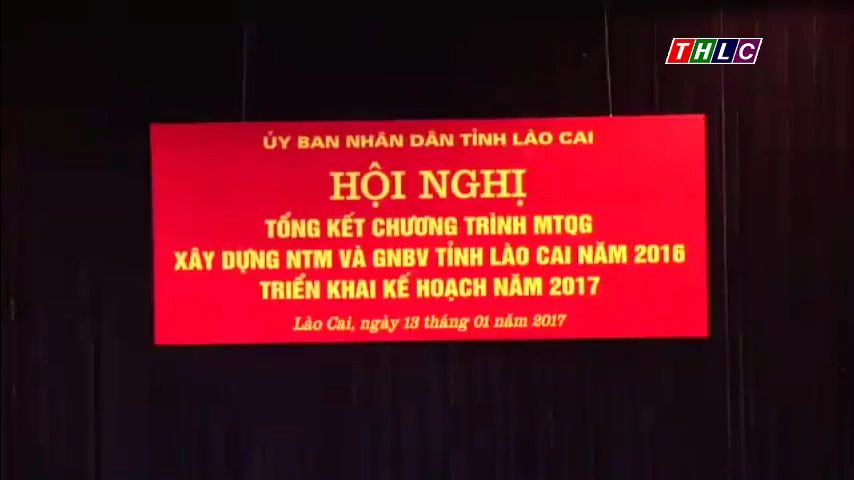 THLC
ỦY BAN NHÂN DÂN TỈNH LÀO CAI
HỘI NGHỊ
TỔNG KẾT CHƯƠNG TRÌNH MTQG
XÂY DỰNG NTM VÀ GNBV TỈNH LÀO CAI NĂM 2016
TRIỂN KHAI KẾ HOẠCH NĂM 2017
Lào Cai, ngày 13 tháng 01 năm 2017